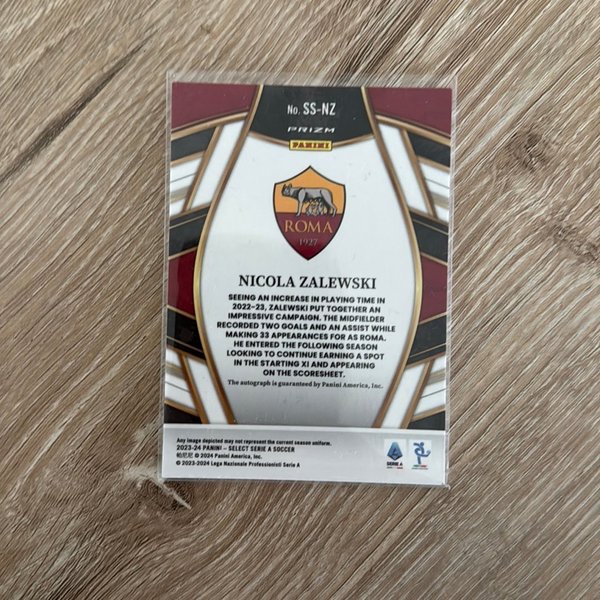 No. SS-NZ
PRIZM
PANINI
ROMA
1927
NICOLA ZALEWSKI
SEEING AN INCREASE IN PLAYING TIME IN
2022-23, ZALEWSKI PUT TOGETHER AN
IMPRESSIVE CAMPAIGN. THE MIDFIELDER
RECORDED TWO GOALS AND AN ASSIST WHILE
MAKING 33 APPEARANCES FOR AS ROMA.
HE ENTERED THE FOLLOWING SEASON
LOOKING TO CONTINUE EARNING A SPOT
IN THE STARTING XI AND APPEARING
ON THE SCORESHEET.
The autograph is guaranteed by Panini America, Inc.
Any image depicted may not represent the current season uniform.
2023-24 PANINI – SELECT SERIE A SOCCER
帕尼尼 © 2024 Panini America, Inc.
© 2023-2024 Lega Nazionale Professionisti Serie A
SERIE A